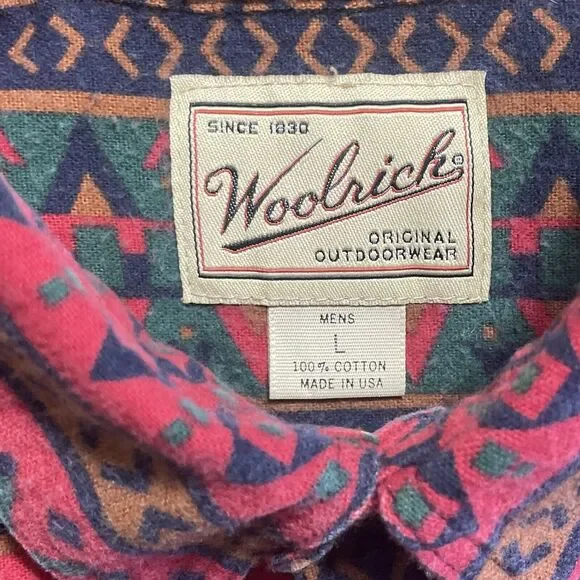 SINCE 1830
Woolrich®
ORIGINAL
OUTDOORWEAR
MENS
L
100% COTTON
MADE IN USA